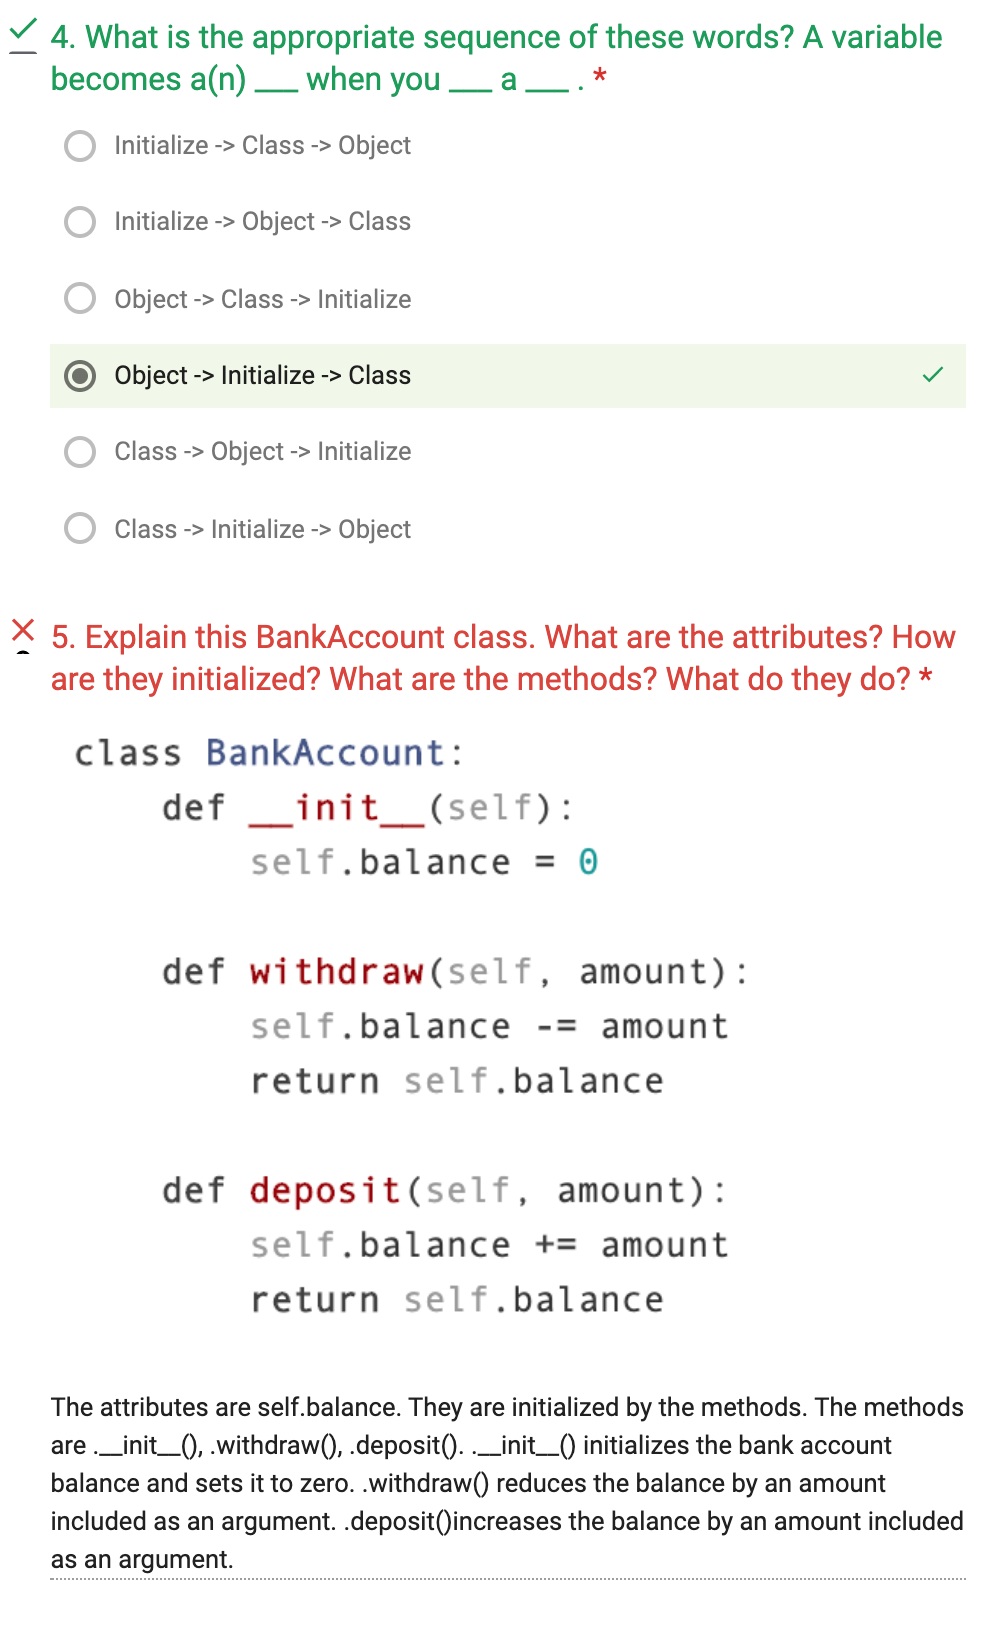 4. What is the appropriate sequence of these words? A variable
becomes a(n) ___ when you ___ a ___ . *
Initialize -> Class -> Object
Initialize -> Object -> Class
Object -> Class -> Initialize
Object -> Initialize -> Class
Class -> Object -> Initialize
Class -> Initialize -> Object
5. Explain this BankAccount class. What are the attributes? How
are they initialized? What are the methods? What do they do? *
class BankAccount:
    def __init__(self):
        self.balance = 0
    def withdraw(self, amount):
        self.balance -= amount
        return self.balance
    def deposit(self, amount):
        self.balance += amount
        return self.balance
The attributes are self.balance. They are initialized by the methods. The methods
are .__init__(), .withdraw(), .deposit(). .__init__() initializes the bank account
balance and sets it to zero. .withdraw() reduces the balance by an amount
included as an argument. .deposit()increases the balance by an amount included
as an argument.